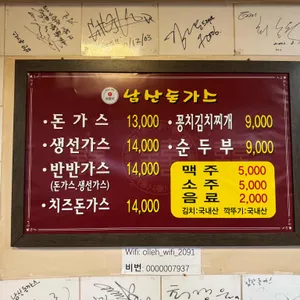 남산돈가스
·돈 가 스 13,000
·생선가스 14,000
·반반가스 14,000
(돈가스,생선가스)
·치즈돈가스 14,000
·꽁치김치찌개 9,000
·순 두 부 9,000
맥 주 5,000
소 주 5,000
음 료 2,000
김치:국내산 깍뚜기:국내산
Wifi: olleh_wifi_2091
비번: 0000007937